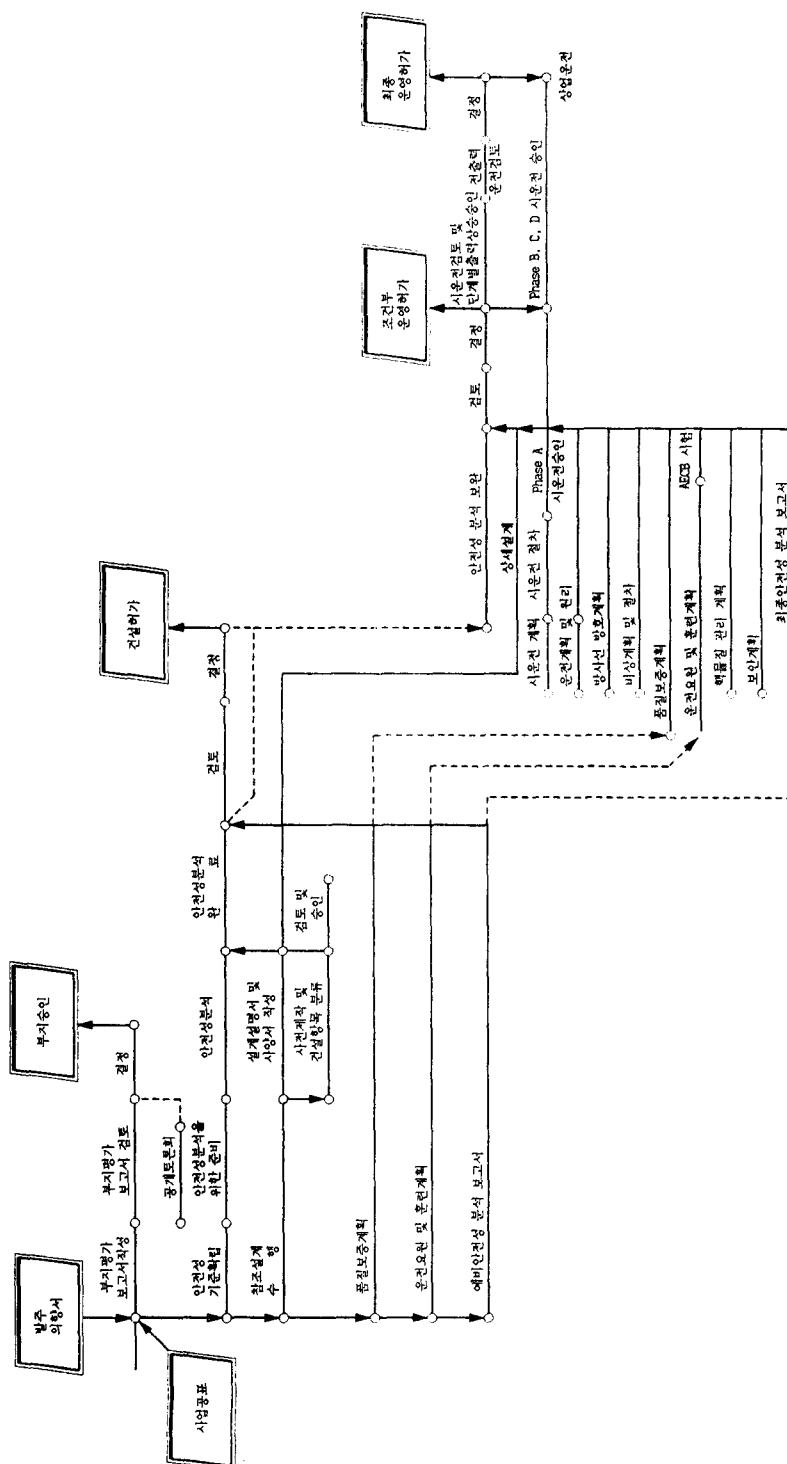 발주
의향서
사업공표
부지평가
보고서작성
부지평가
보고서 검토
결정
부지승인
공개토론회
안전성
기준확립
안전성분석을
위한 준비
안전성분석
안전성분석
완 료
검토
결정
건설허가
참조설계
수 행
설계설명서 및
사양서 작성
사전제작 및
건설항목 분류
검토 및
승인
품질보증계획
운전요원 및 훈련계획
예비안전성 분석 보고서
안전성 분석 보완
검토
결정
조건부
운영허가
시운전검토 및
단계별출력상승승인
전출력
운전검토
결정
최종
운영허가
상세설계
시운전 계획
시운전 절차
Phase A
시운전승인
Phase B, C, D 시운전 승인
상업운전
운전계획 및 원리
방사선 방호계획
비상계획 및 절차
품질보증계획
운전요원 및 훈련계획
AECB 시험
핵물질 관리 계획
보안계획
최종안전성 분석 보고서